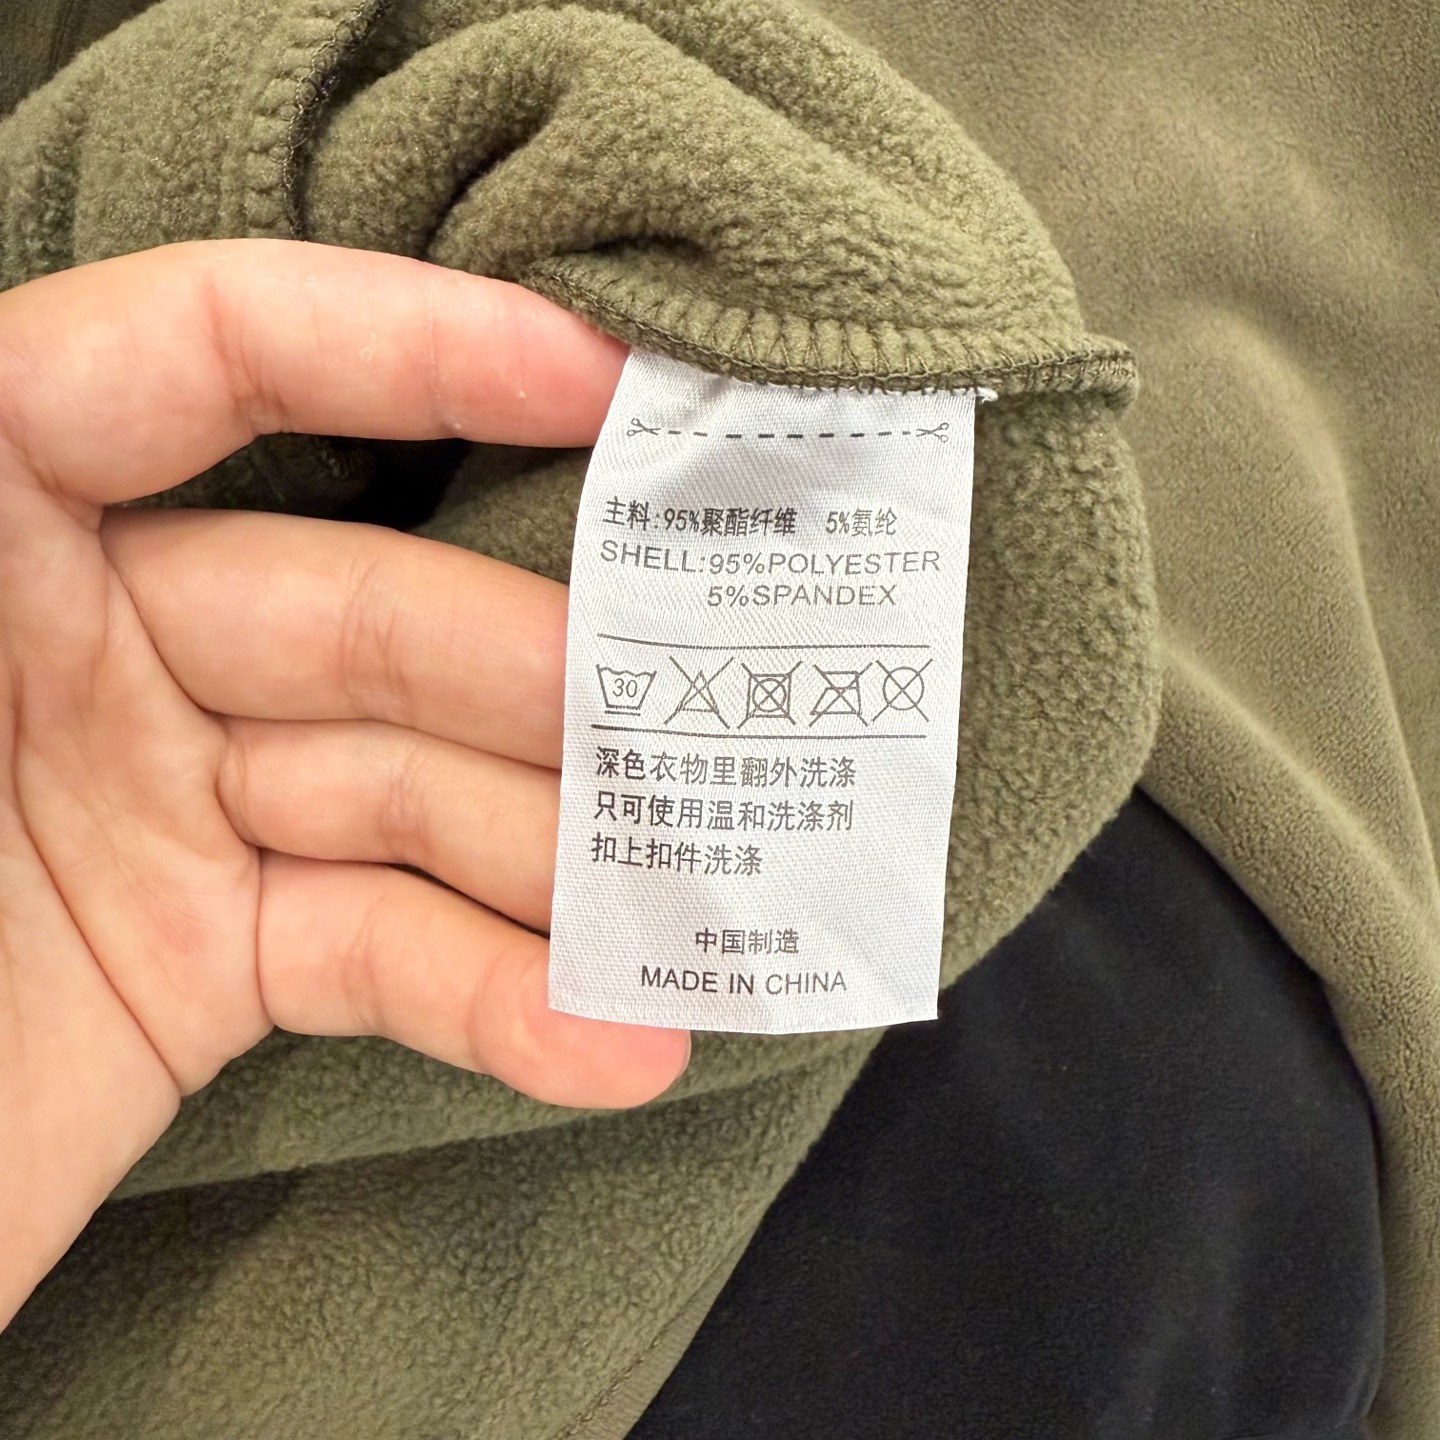 主料:95%聚酯纤维 5%氨纶
SHELL:95%POLYESTER
5%SPANDEX
30
深色衣物里翻外洗涤
只可使用温和洗涤剂
扣上扣件洗涤
中国制造
MADE IN CHINA